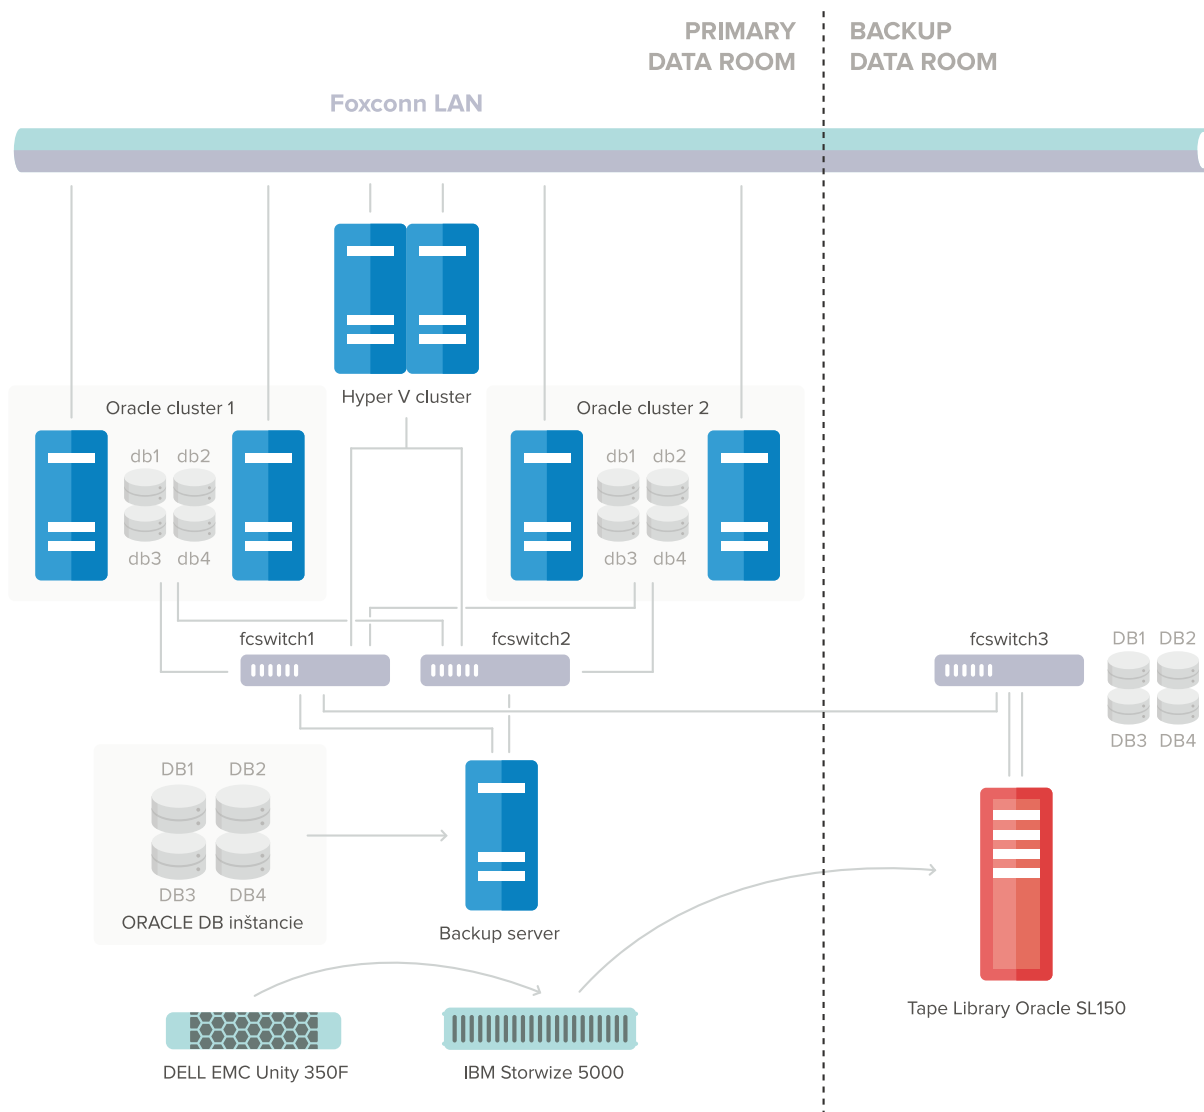 PRIMARY
DATA ROOM
BACKUP
DATA ROOM
Foxconn LAN
Hyper V cluster
Oracle cluster 1
db1 db2
db3 db4
Oracle cluster 2
db1 db2
db3 db4
fcswitch1
fcswitch2
fcswitch3
DB1 DB2
DB3 DB4
DB1 DB2
DB3 DB4
ORACLE DB inštancie
Backup server
Tape Library Oracle SL150
DELL EMC Unity 350F
IBM Storwize 5000